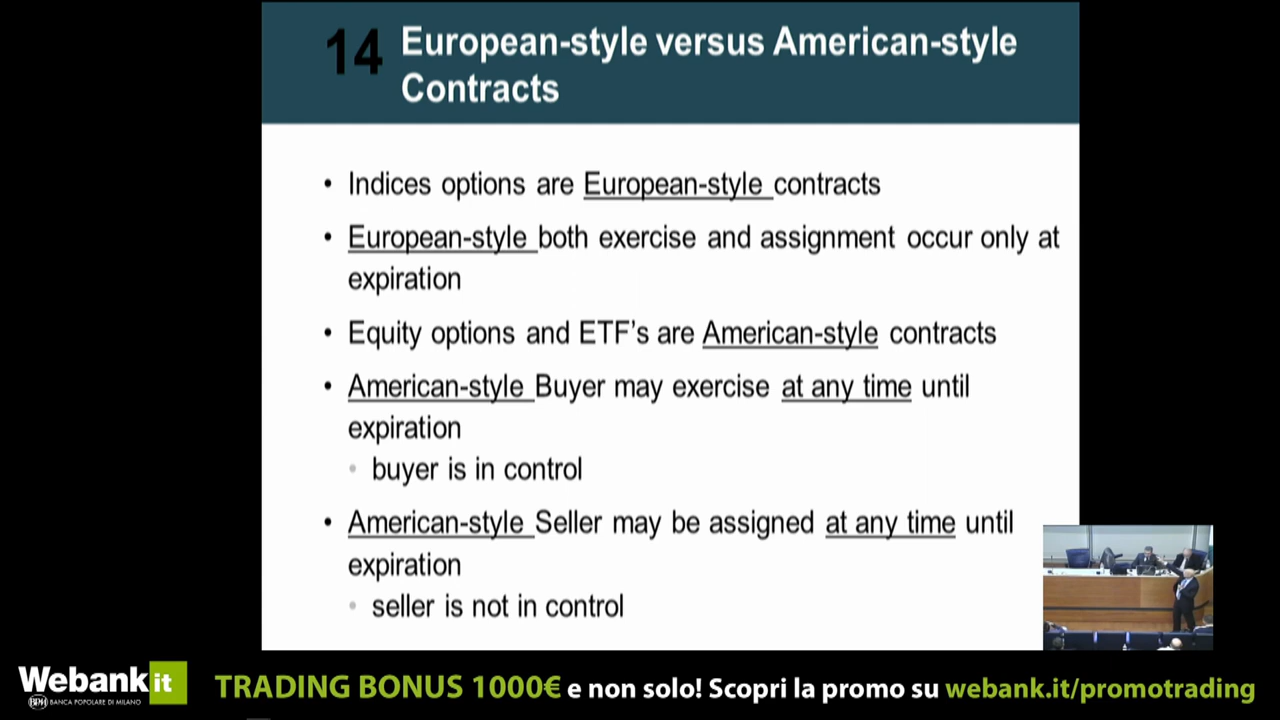 14 European-style versus American-style
Contracts
• Indices options are European-style contracts
• European-style both exercise and assignment occur only at
expiration
• Equity options and ETF's are American-style contracts
• American-style Buyer may exercise at any time until
expiration
• buyer is in control
• American-style Seller may be assigned at any time until
expiration
• seller is not in control
Webank it
BPM BANCA POPOLARE DI MILANO
TRADING BONUS 1000€ e non solo! Scopri la promo su webank.it/promotrading